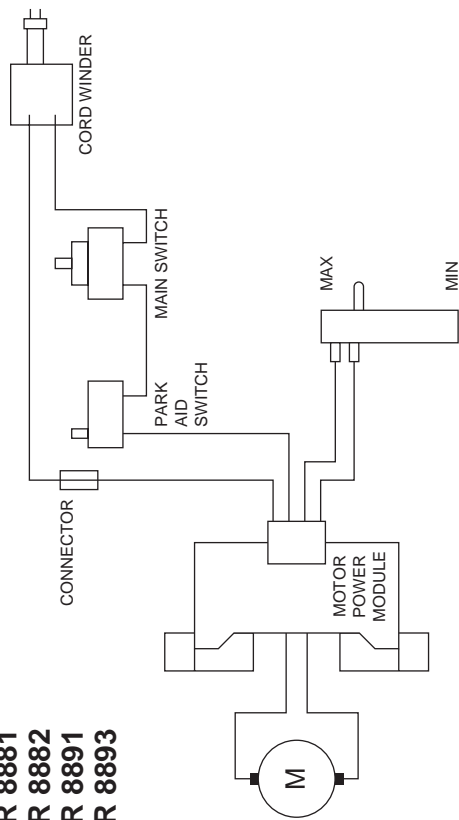 R 8881
R 8882
R 8891
R 8893
CONNECTOR
CORD WINDER
PARK
AID
SWITCH
MAIN SWITCH
M
MOTOR
POWER
MODULE
MAX
MIN